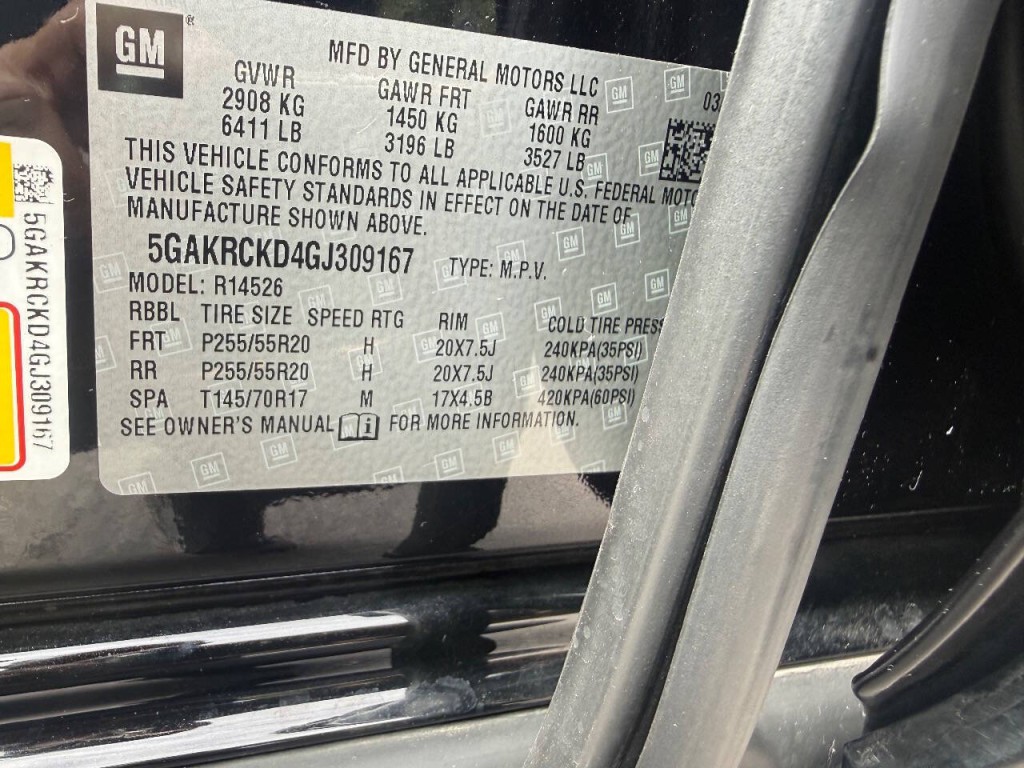 GM
®
MFD BY GENERAL MOTORS LLC
03
GVWR GAWR FRT GAWR RR
2908 KG 1450 KG 1600 KG
6411 LB 3196 LB 3527 LB
THIS VEHICLE CONFORMS TO ALL APPLICABLE U.S. FEDERAL
VEHICLE SAFETY STANDARDS IN EFFECT ON THE DATE OF
MANUFACTURE SHOWN ABOVE.
5GAKRCKD4GJ309167 TYPE: M.P.V.
MODEL: R14526
RBBL TIRE SIZE SPEED RTG RIM COLD TIRE PRESS
FRT P255/55R20 H 20X7.5J 240KPA(35PSI)
RR P255/55R20 H 20X7.5J 240KPA(35PSI)
SPA T145/70R17 M 17X4.5B 420KPA(60PSI)
SEE OWNER'S MANUAL i FOR MORE INFORMATION.
5GAKRCKD4GJ309167